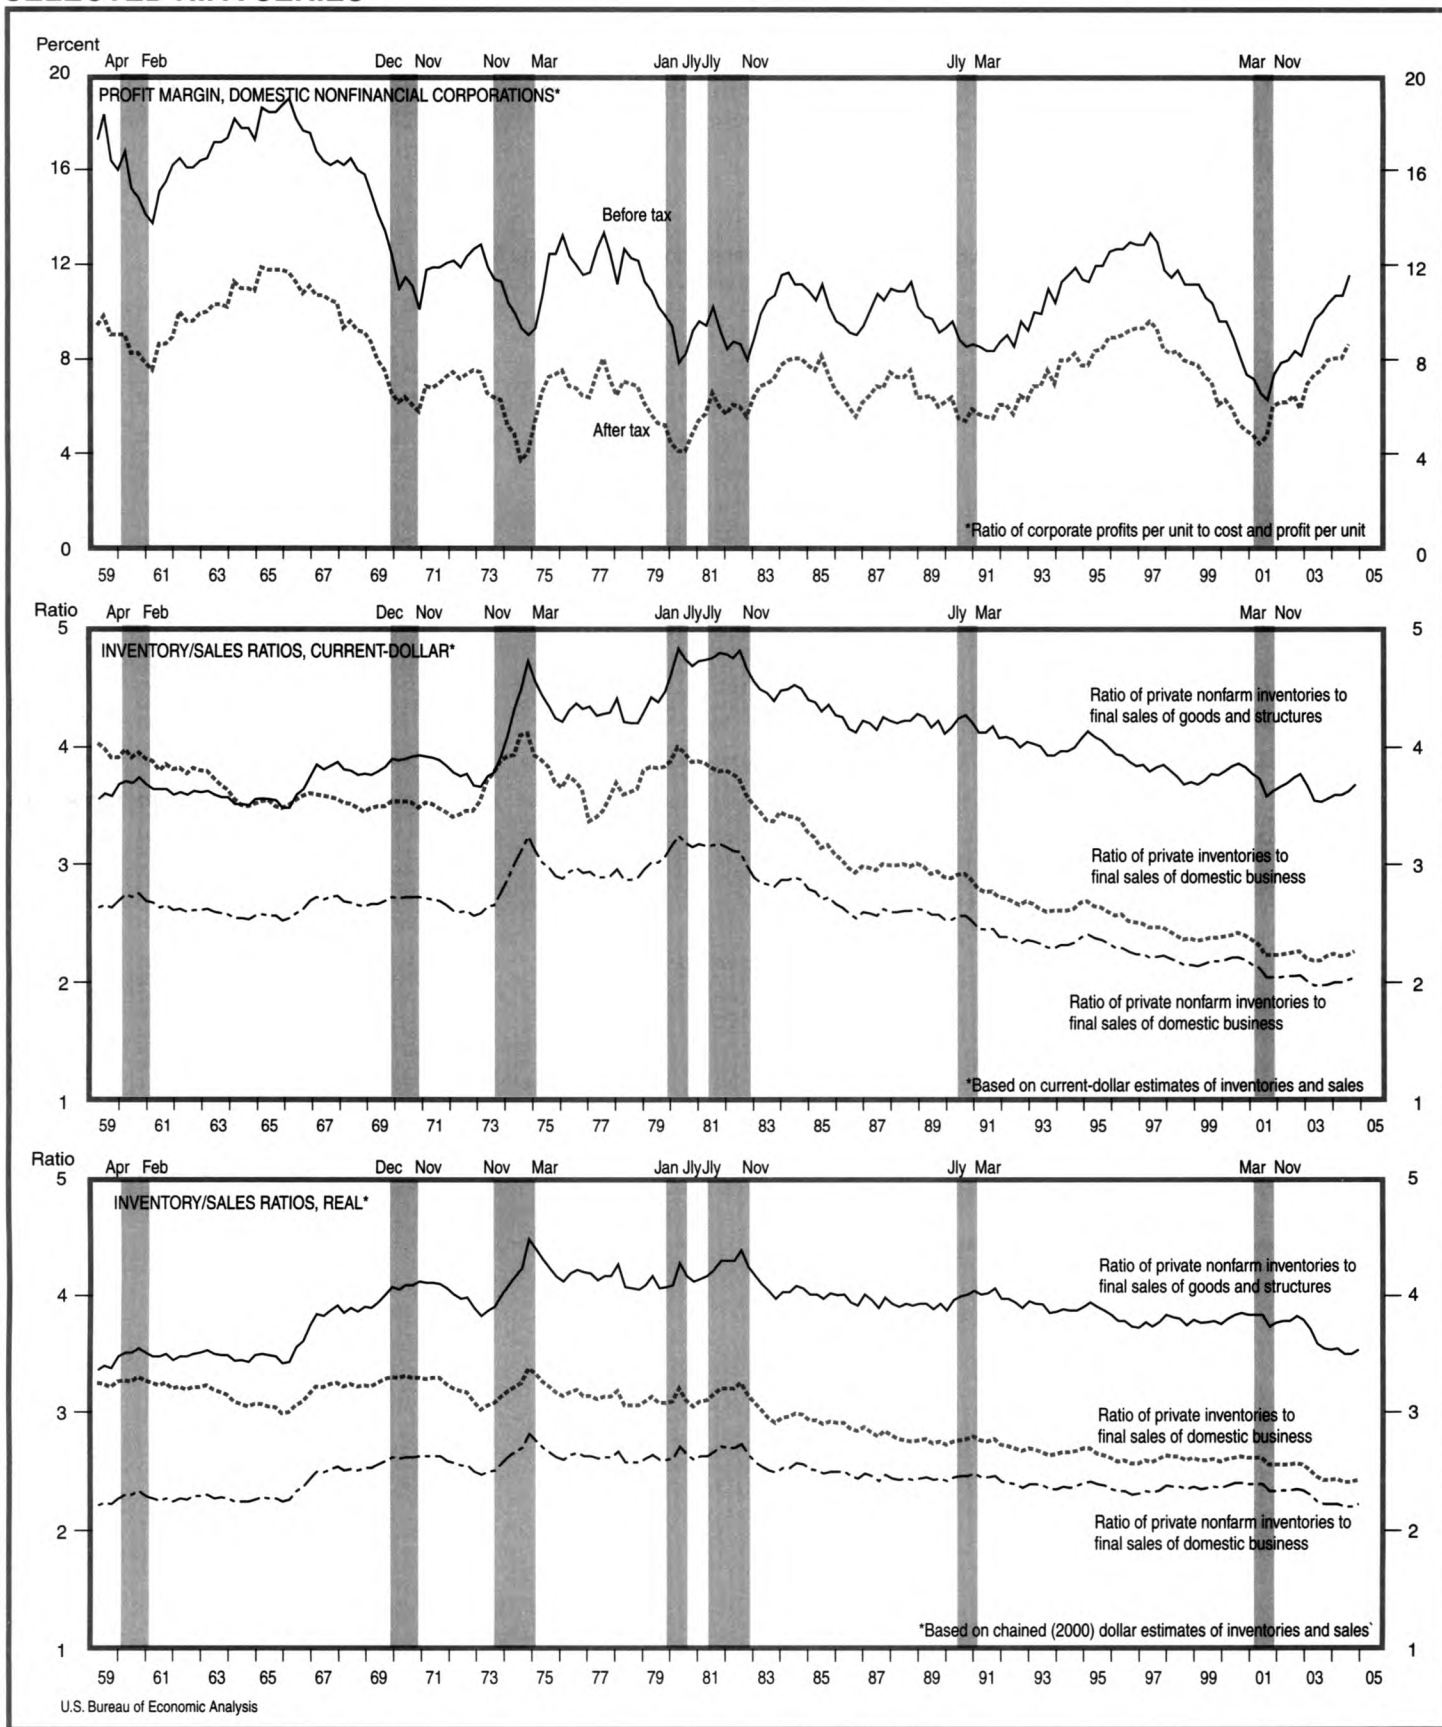 Percent
Apr Feb Dec Nov Nov Mar Jan Jly Jly Nov Jly Mar Mar Nov
20 20
PROFIT MARGIN, DOMESTIC NONFINANCIAL CORPORATIONS*
16 16
Before tax
12 12
8 8
After tax
4 4
*Ratio of corporate profits per unit to cost and profit per unit
0 0
59 61 63 65 67 69 71 73 75 77 79 81 83 85 87 89 91 93 95 97 99 01 03 05
Ratio
Apr Feb Dec Nov Nov Mar Jan Jly Jly Nov Jly Mar Mar Nov
5 5
INVENTORY/SALES RATIOS, CURRENT-DOLLAR*
Ratio of private nonfarm inventories to
final sales of goods and structures
4 4
Ratio of private inventories to
final sales of domestic business
3 3
2 2
Ratio of private nonfarm inventories to
final sales of domestic business
*Based on current-dollar estimates of inventories and sales
1 1
59 61 63 65 67 69 71 73 75 77 79 81 83 85 87 89 91 93 95 97 99 01 03 05
Ratio
Apr Feb Dec Nov Nov Mar Jan Jly Jly Nov Jly Mar Mar Nov
5 5
INVENTORY/SALES RATIOS, REAL*
Ratio of private nonfarm inventories to
final sales of goods and structures
4 4
3 3
Ratio of private inventories to
final sales of domestic business
2 2
Ratio of private nonfarm inventories to
final sales of domestic business
*Based on chained (2000) dollar estimates of inventories and sales`
1 1
59 61 63 65 67 69 71 73 75 77 79 81 83 85 87 89 91 93 95 97 99 01 03 05
U.S. Bureau of Economic Analysis